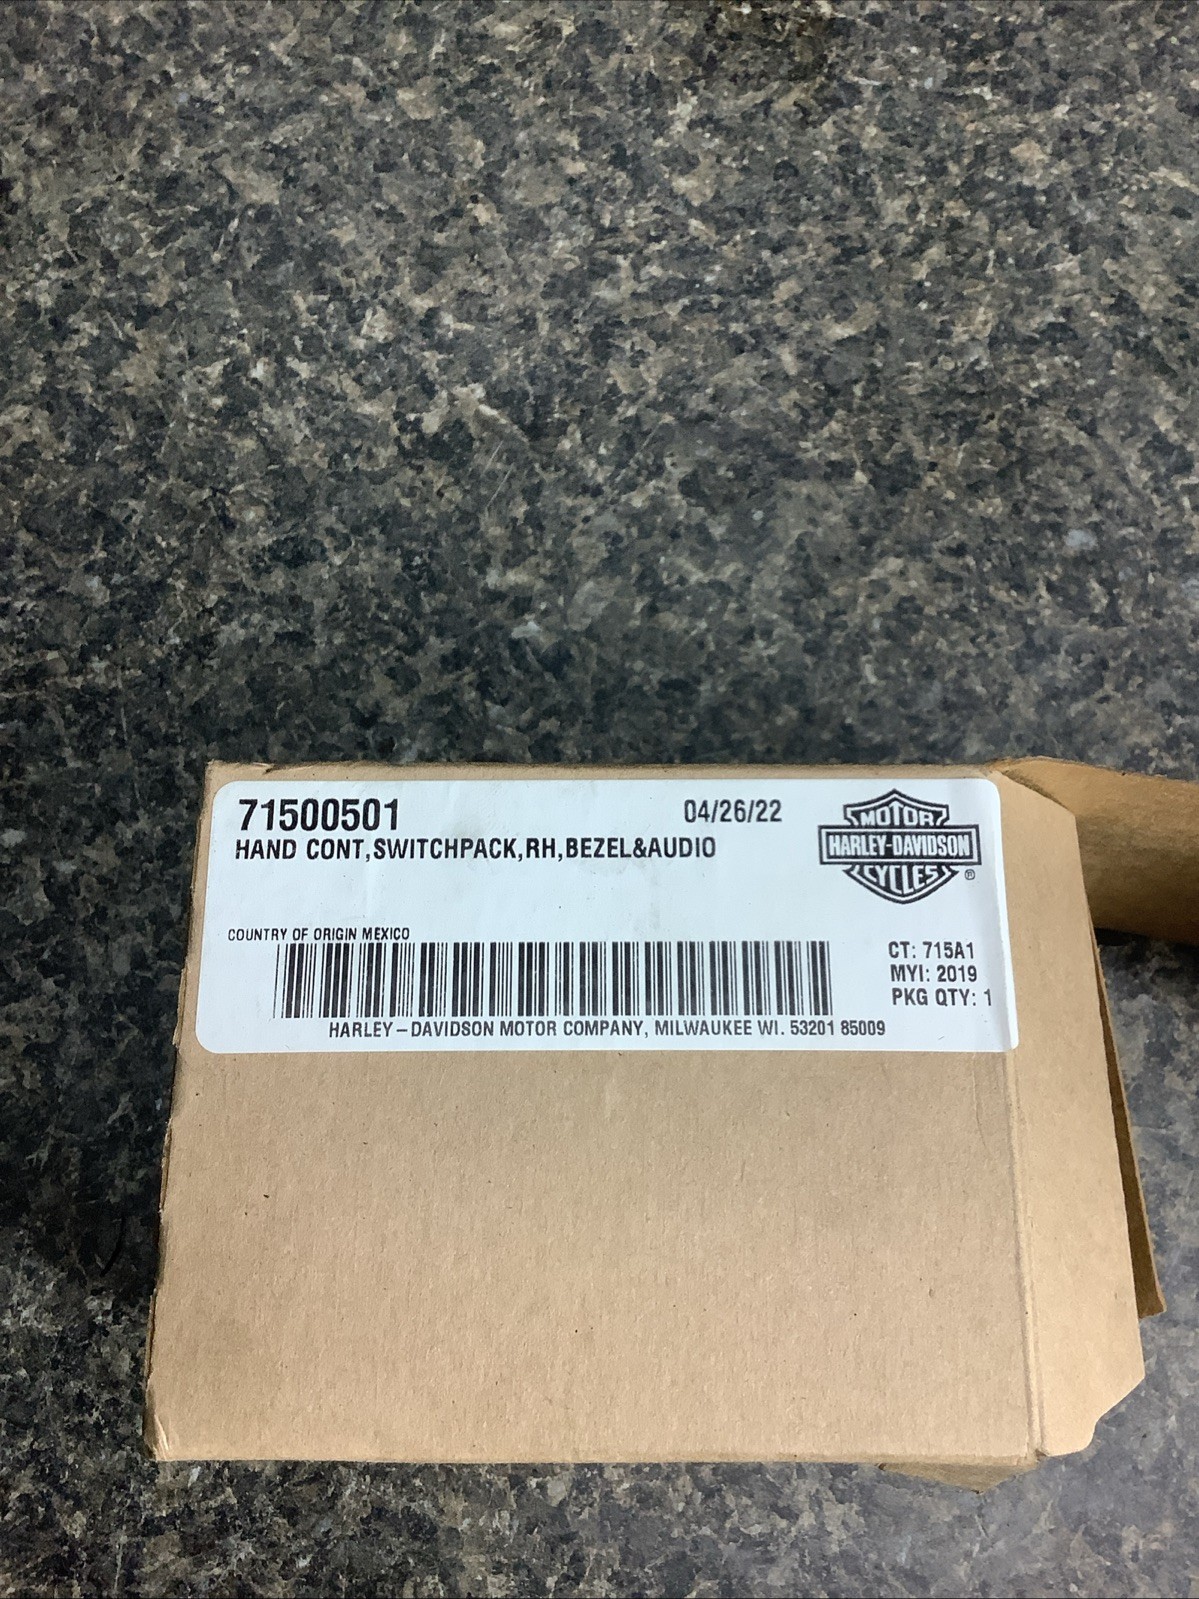 71500501
04/26/22
HAND CONT,SWITCHPACK,RH,BEZEL&AUDIO
MOTOR
HARLEY-DAVIDSON
CYCLES
®
COUNTRY OF ORIGIN MEXICO
CT: 715A1
MYI: 2019
PKG QTY: 1
HARLEY-DAVIDSON MOTOR COMPANY, MILWAUKEE WI. 53201 85009